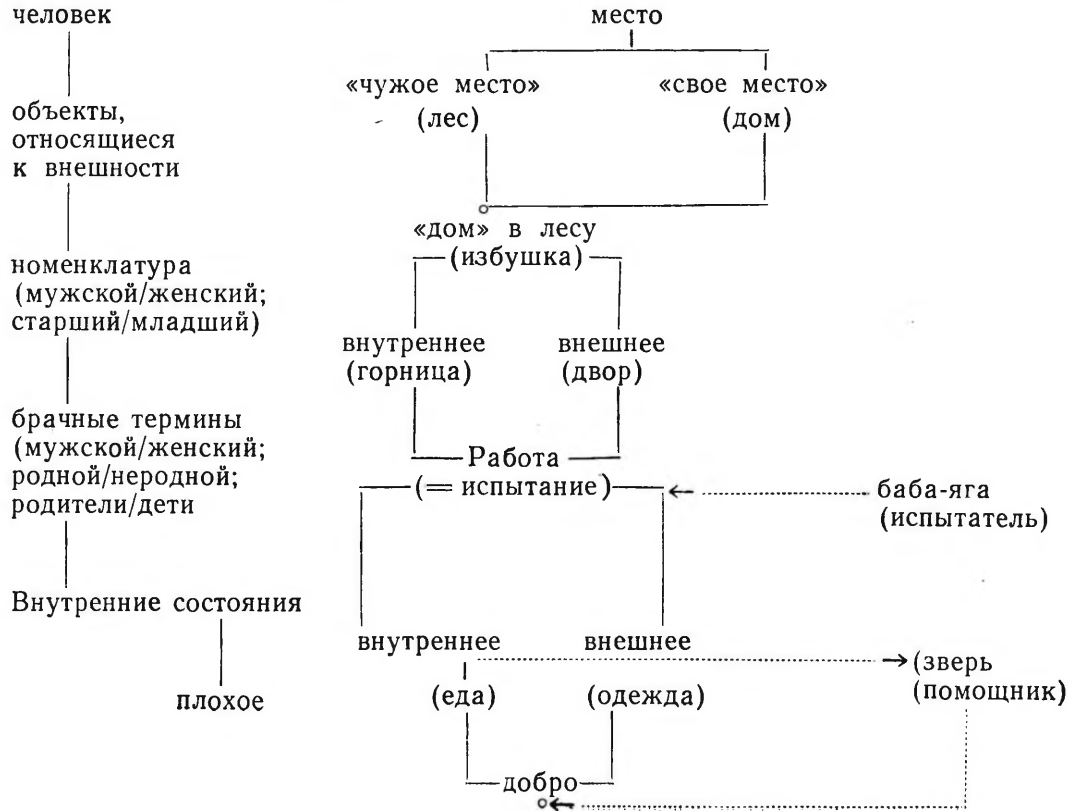 человек
место
«чужое место»
«свое место»
(лес)
(дом)
объекты,
относящиеся
к внешности
«дом» в лесу
(избушка)
номенклатура
(мужской/женский;
старший/младший)
внутреннее
внешнее
(горница)
(двор)
брачные термины
(мужской/женский;
родной/неродной;
родители/дети
Работа
(= испытание)
баба-яга
(испытатель)
Внутренние состояния
плохое
внутреннее
внешнее
(зверь
(еда)
(одежда)
(помощник)
добро